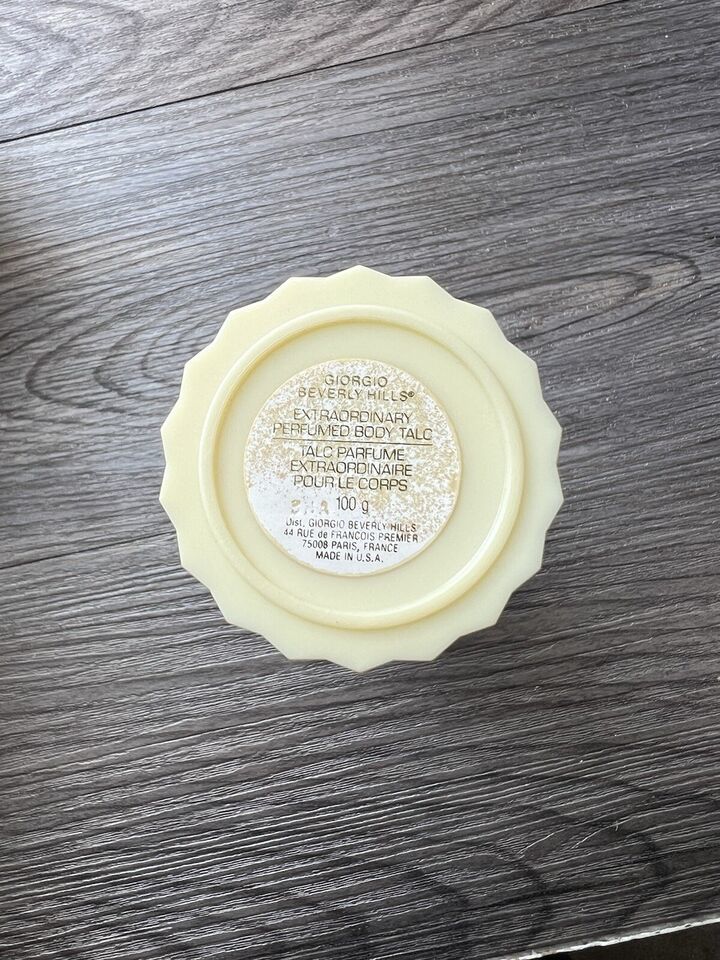 GIORGIO
BEVERLY HILLS®
EXTRAORDINARY
PERFUMED BODY TALC
TALC PARFUME
EXTRAORDINAIRE
POUR LE CORPS
100 g
Dist. GIORGIO BEVERLY HILLS
44 RUE de FRANCOIS PREMIER
75008 PARIS, FRANCE
MADE IN U.S.A.